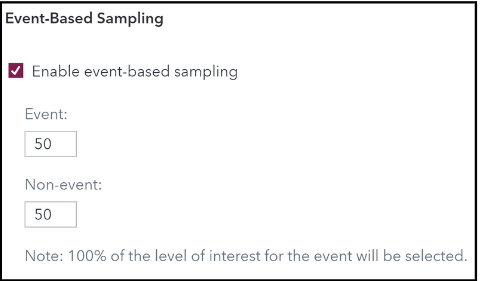 Event-Based Sampling
Enable event-based sampling
Event:
50
Non-event:
50
Note: 100% of the level of interest for the event will be selected.